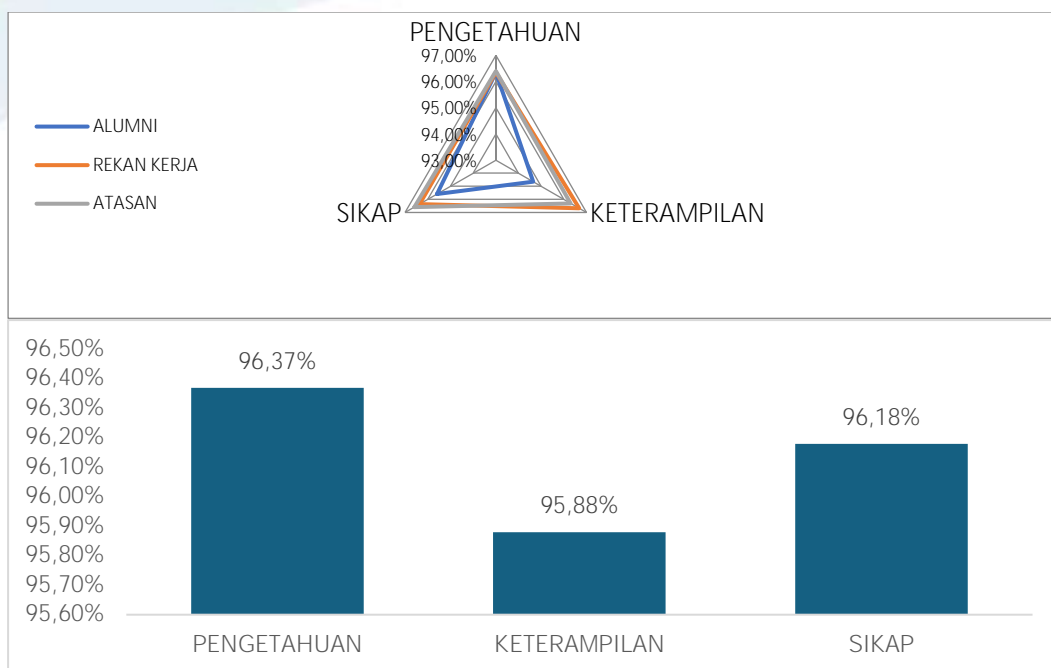 PENGETAHUAN
97,00%
96,00%
95,00%
94,00%
93,00%
ALUMNI
REKAN KERJA
ATASAN
SIKAP
KETERAMPILAN
96,50%
96,40%
96,30%
96,20%
96,10%
96,00%
95,90%
95,80%
95,70%
95,60%
96,37%
95,88%
96,18%
PENGETAHUAN
KETERAMPILAN
SIKAP